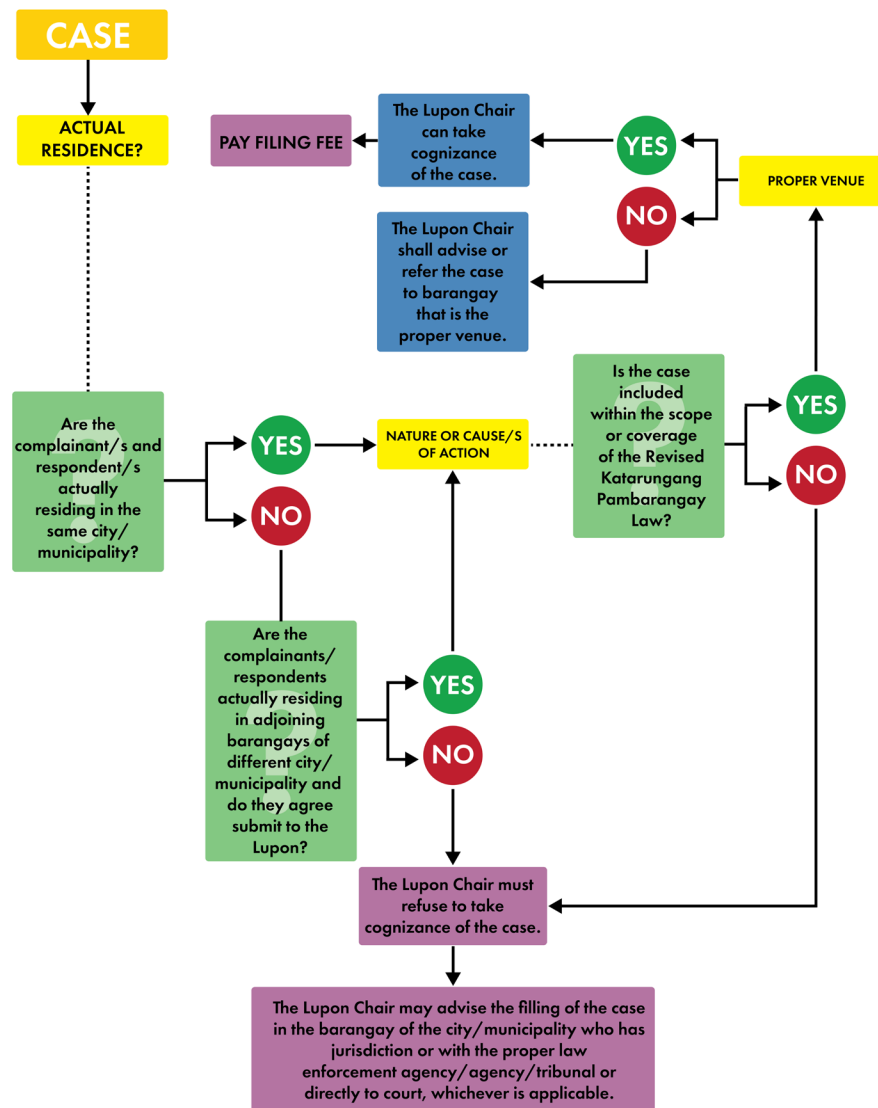 CASE
ACTUAL
RESIDENCE?
PAY FILING FEE
The Lupon Chair
can take
cognizance
of the case.
YES
NO
PROPER VENUE
The Lupon Chair
shall advise or
refer the case
to barangay
that is the
proper venue.
Are the
complainant/s and
respondent/s
actually
residing in the
same city/
municipality?
YES
NO
NATURE OR CAUSE/S
OF ACTION
Is the case
included
within the scope
or coverage
of the Revised
Katarungang
Pambarangay
Law?
YES
NO
Are the
complainants/
respondents
actually residing
in adjoining
barangays of
different city/
municipality and
do they agree
submit to the
Lupon?
YES
NO
The Lupon Chair must
refuse to take
cognizance of the case.
The Lupon Chair may advise the filling of the case
in the barangay of the city/municipality who has
jurisdiction or with the proper law
enforcement agency/agency/tribunal or
directly to court, whichever is applicable.